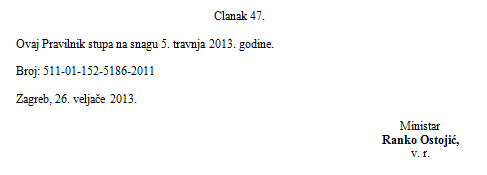 Clanak 47.
Ovaj Pravilnik stupa na snagu 5. travnja 2013. godine.
Broj: 511-01-152-5186-2011
Zagreb, 26. veljače 2013.
Ministar
Ranko Ostojić,
v. r.